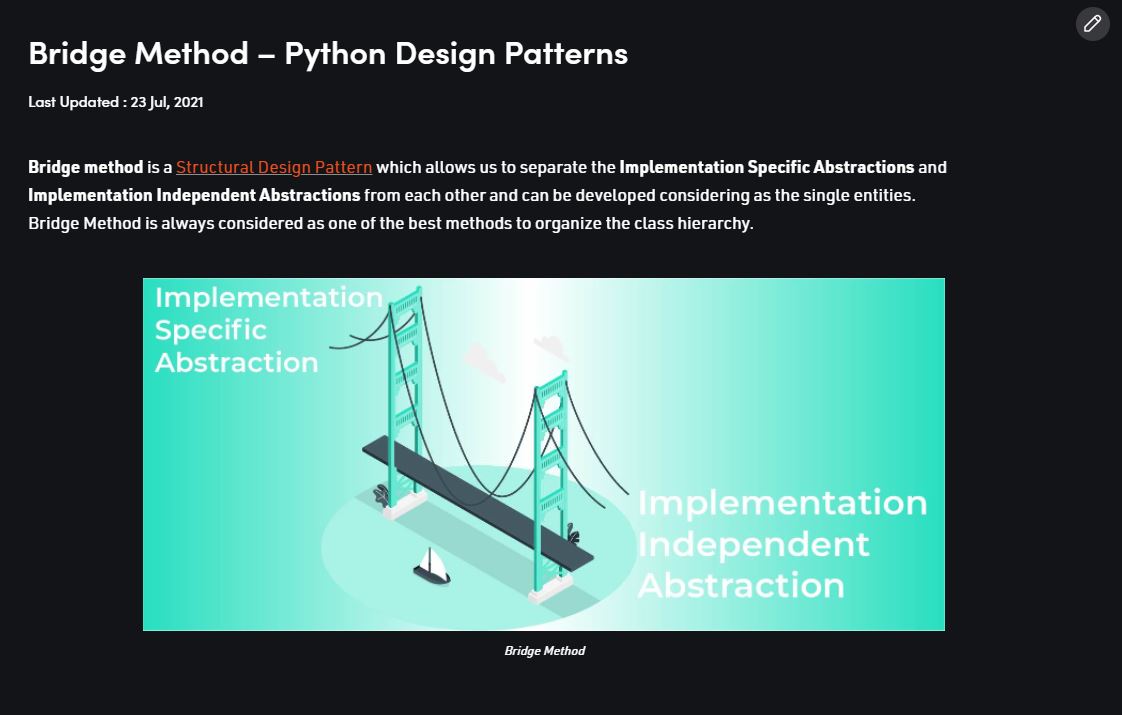 Bridge Method – Python Design Patterns
Last Updated : 23 Jul, 2021
Bridge method is a Structural Design Pattern which allows us to separate the Implementation Specific Abstractions and
Implementation Independent Abstractions from each other and can be developed considering as the single entities.
Bridge Method is always considered as one of the best methods to organize the class hierarchy.
Implementation
Specific
Abstraction
Implementation
Independent
Abstraction
Bridge Method